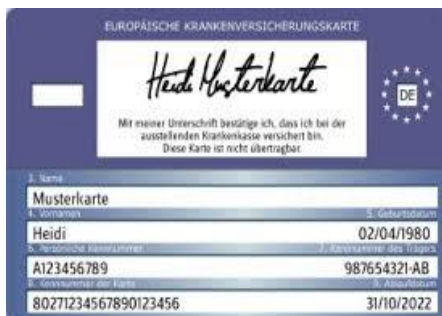 EUROPÄISCHE KRANKENVERSICHERUNGSKARTE
Heidi Musterkarte
DE
Mit meiner Unterschrift bestätige ich, dass ich bei der
ausstellenden Krankenkasse versichert bin.
Diese Karte ist nicht übertragbar.
3. Name
Musterkarte
4. Vornamen 5. Geburtsdatum
Heidi 02/04/1980
6. Persönliche Kennnummer 7. Kennnummer des Trägers
A123456789 987654321-AB
8. Kennnummer der Karte 9. Ablaufdatum
80271234567890123456 31/10/2022